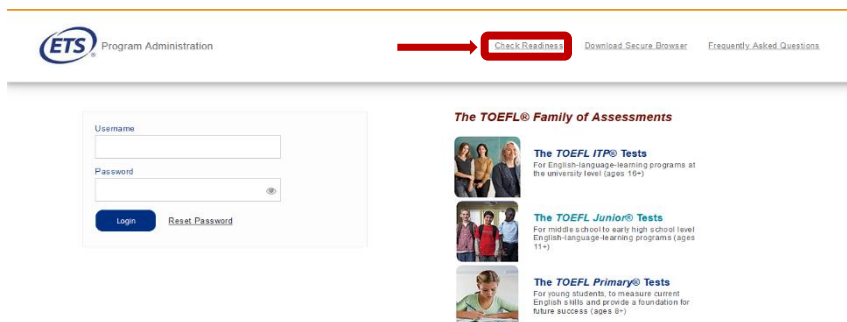 ETS® Program Administration
Check Readiness Download Secure Browser Frequently Asked Questions
Username
Password
Login Reset Password
The TOEFL® Family of Assessments
The TOEFL ITP® Tests
For English-language-learning programs at
the university level (ages 16+)
The TOEFL Junior® Tests
For middle school to early high school level
English-language-learning programs (ages
11+)
The TOEFL Primary® Tests
For young students, to measure current
English skills and provide a foundation for
future success (ages 8+)